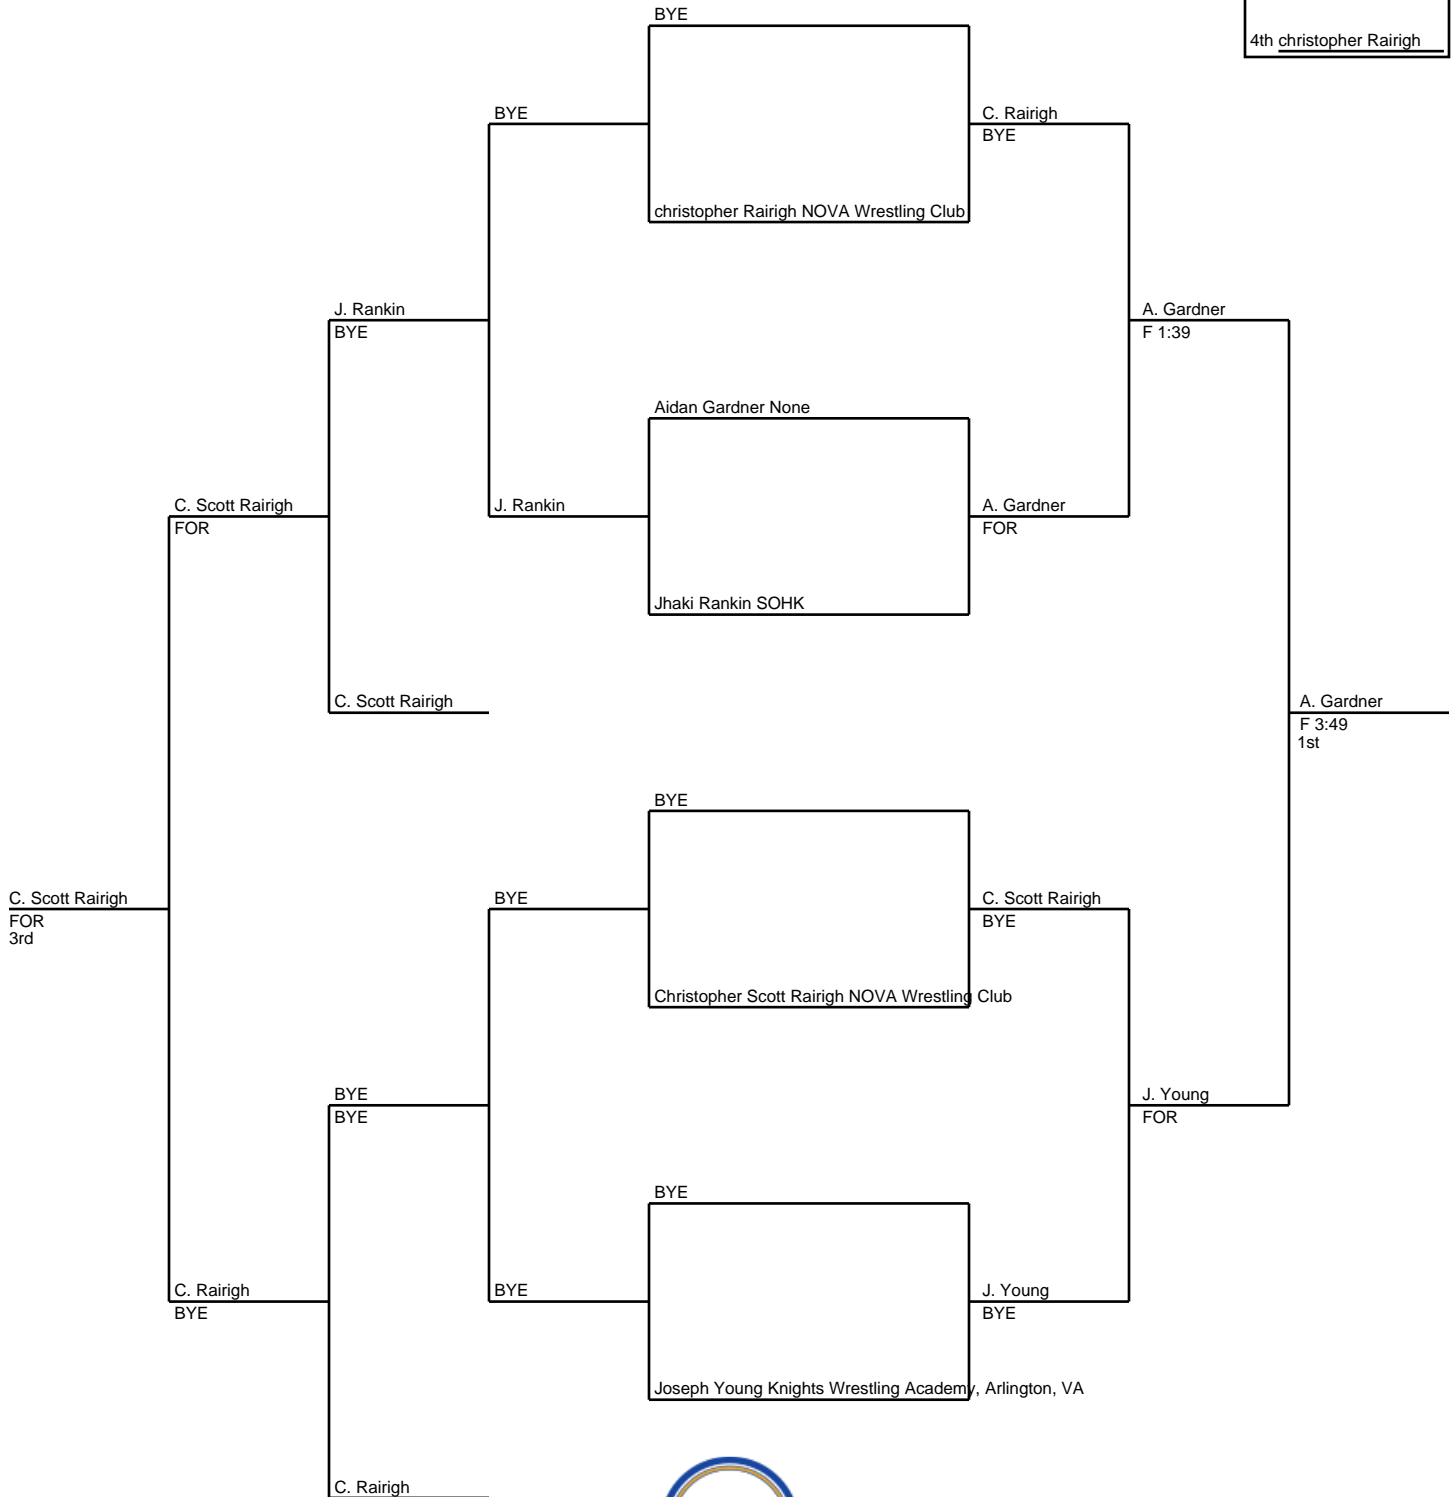 BYE
4th christopher Rairigh
BYE
C. Rairigh
BYE
christopher Rairigh NOVA Wrestling Club
J. Rankin
BYE
A. Gardner
F 1:39
Aidan Gardner None
C. Scott Rairigh
FOR
J. Rankin
A. Gardner
FOR
Jhaki Rankin SOHK
C. Scott Rairigh
A. Gardner
F 3:49
1st
BYE
C. Scott Rairigh
FOR
3rd
BYE
C. Scott Rairigh
BYE
Christopher Scott Rairigh NOVA Wrestling Club
BYE
BYE
J. Young
FOR
BYE
C. Rairigh
BYE
BYE
J. Young
BYE
Joseph Young Knights Wrestling Academy, Arlington, VA
C. Rairigh